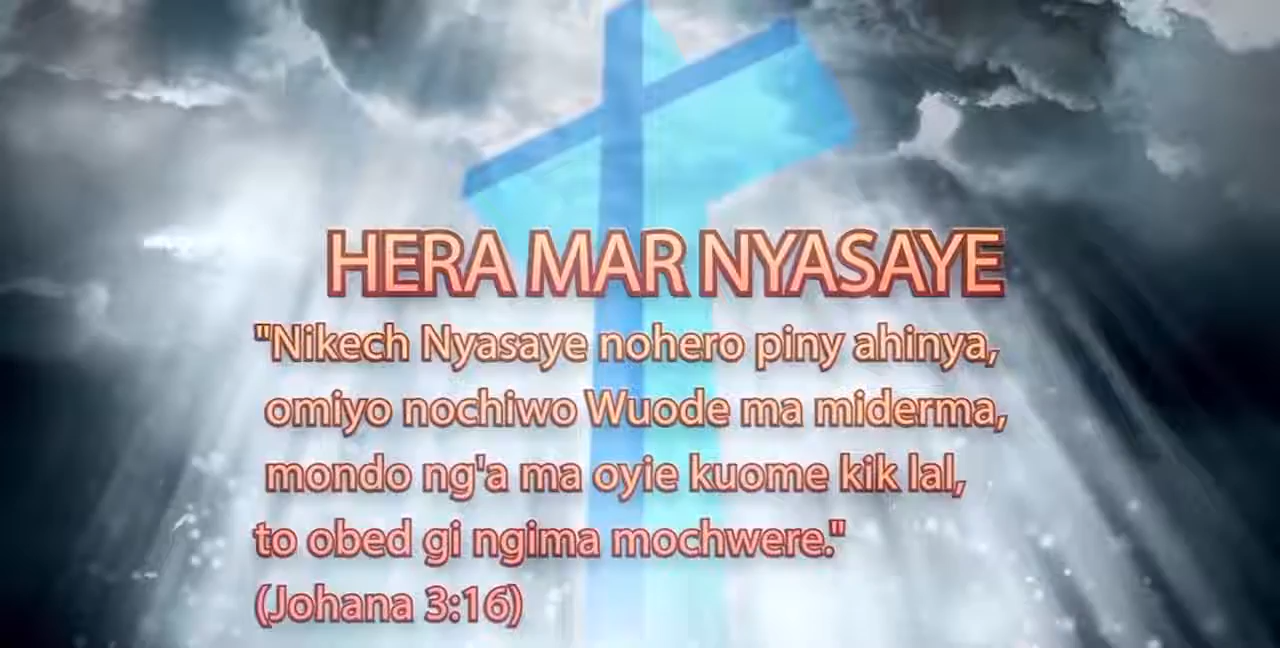 HERA MAR NYASAYE
"Nikech Nyasaye nohero piny ahinya,
omiyo nochiwo Wuode ma miderma,
mondo ng'a ma oyie kuome kik lal,
to obed gi ngima mochwere."
(Johana 3:16)